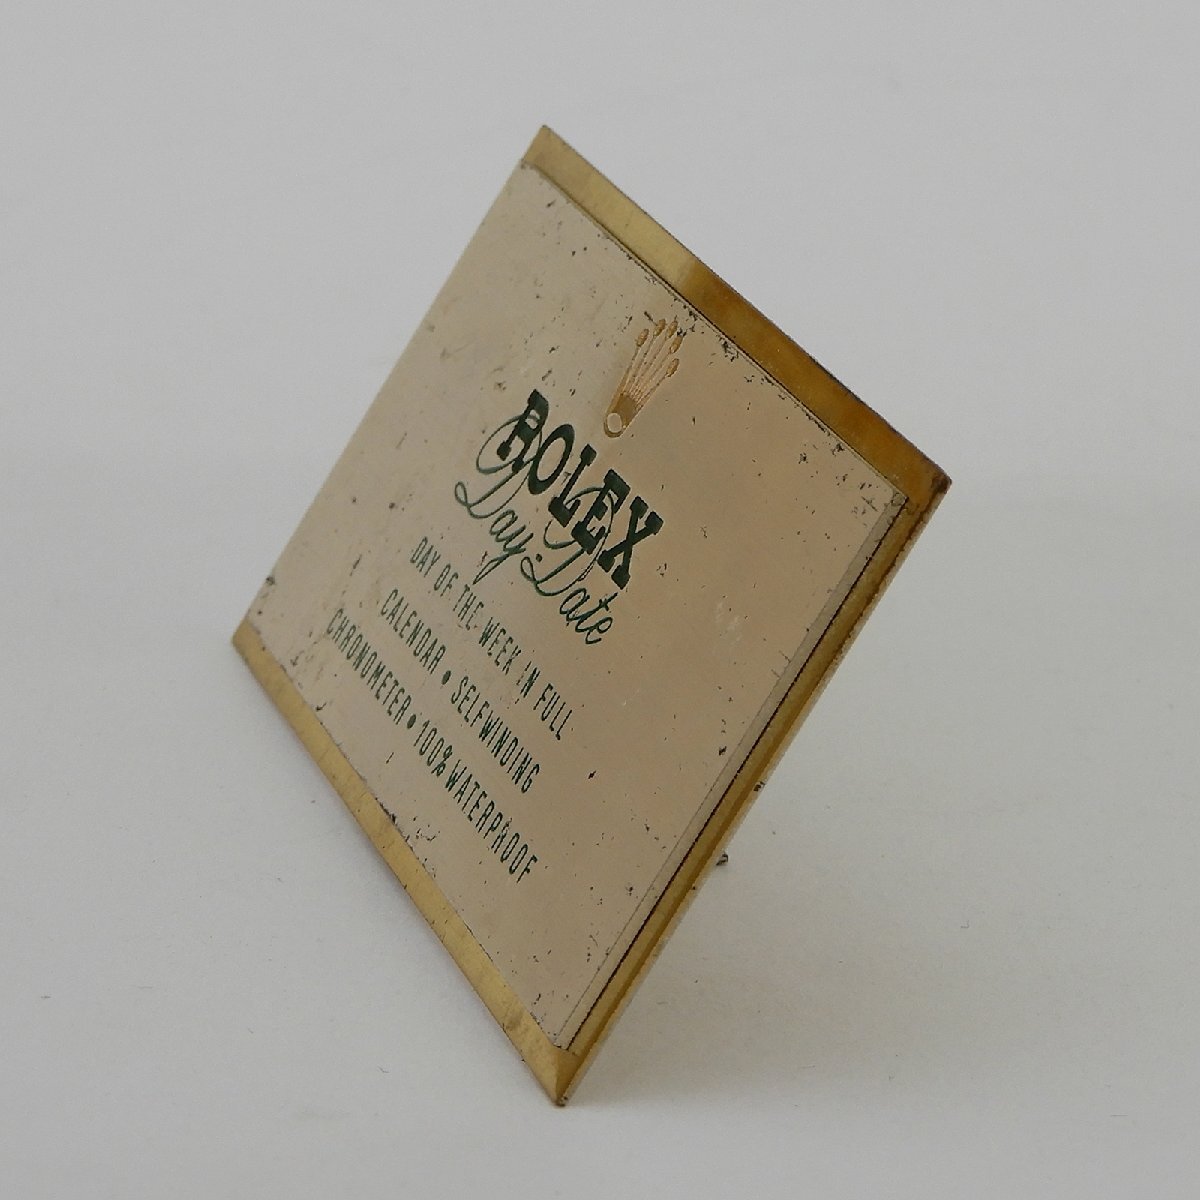 ROLEX
Day-Date
DAY OF THE WEEK IN FULL
CALENDAR • SELFWINDING
CHRONOMETER • 100% WATERPROOF